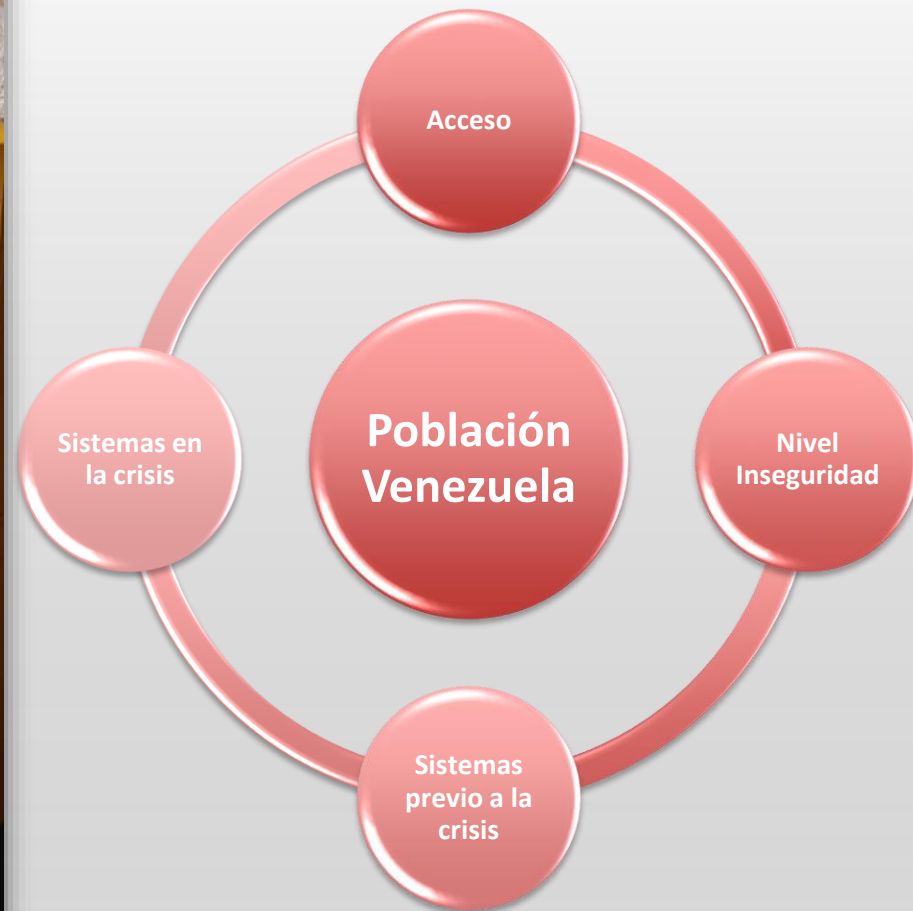 Acceso
Sistemas en
la crisis
Población
Venezuela
Nivel
Inseguridad
Sistemas
previo a la
crisis